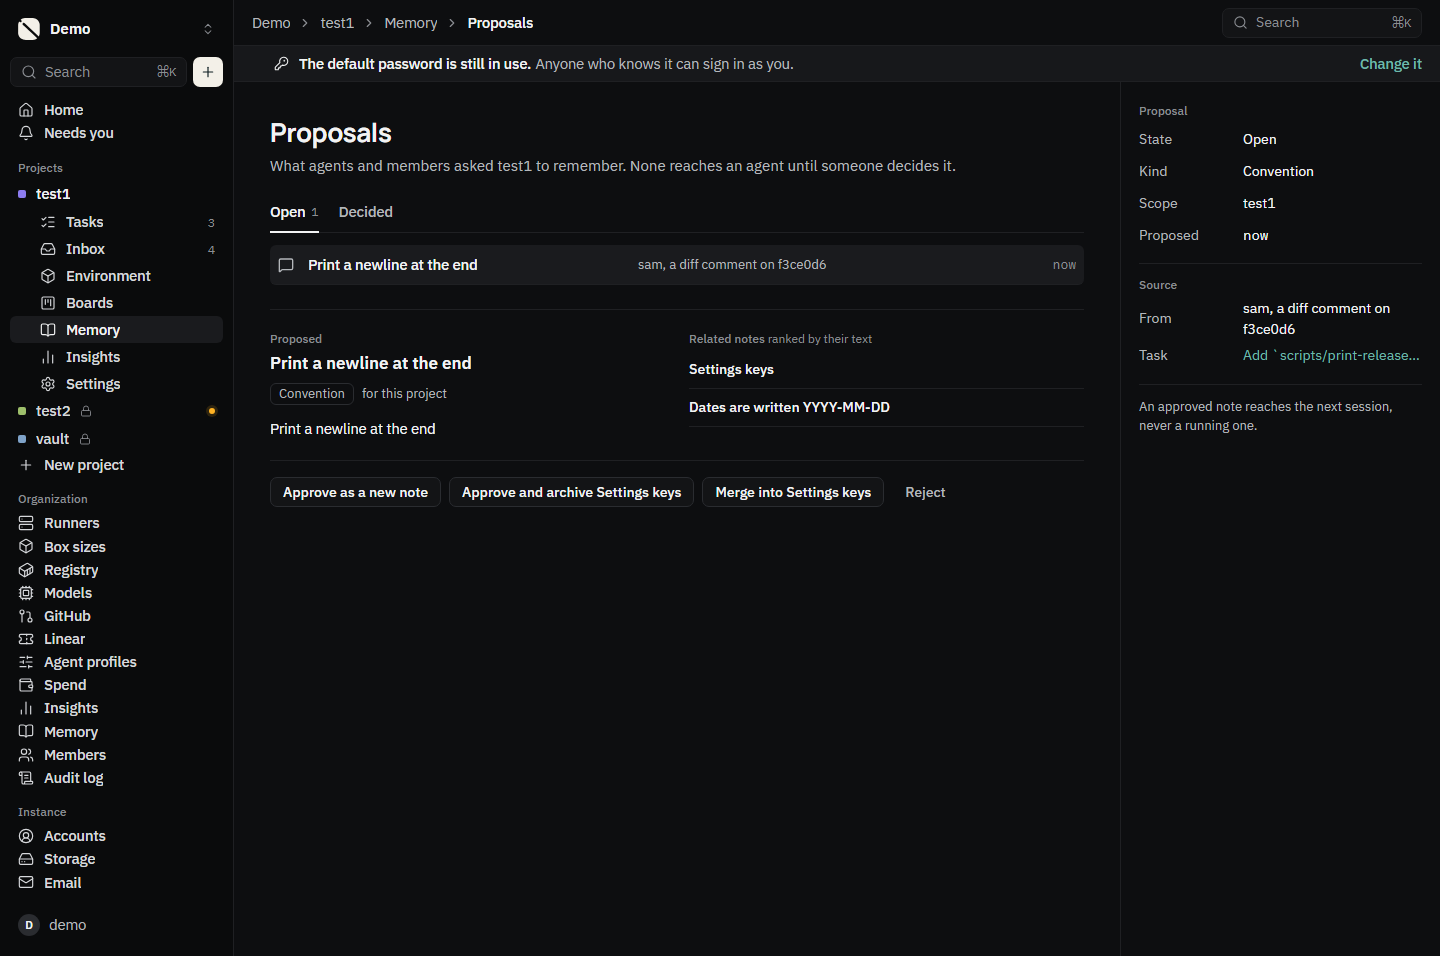 Demo
Search ⌘K
Home
Needs you
Projects
test1
Tasks 3
Inbox 4
Environment
Boards
Memory
Insights
Settings
test2
vault
New project
Organization
Runners
Box sizes
Registry
Models
GitHub
Linear
Agent profiles
Spend
Insights
Memory
Members
Audit log
Instance
Accounts
Storage
Email
D demo
Demo > test1 > Memory > Proposals
Search ⌘K
The default password is still in use. Anyone who knows it can sign in as you. Change it
Proposals
What agents and members asked test1 to remember. None reaches an agent until someone decides it.
Open 1 Decided
Print a newline at the end sam, a diff comment on f3ce0d6 now
Proposed
Print a newline at the end
Convention for this project
Print a newline at the end
Related notes ranked by their text
Settings keys
Dates are written YYYY-MM-DD
Approve as a new note Approve and archive Settings keys Merge into Settings keys Reject
Proposal
State Open
Kind Convention
Scope test1
Proposed now
Source
From sam, a diff comment on
f3ce0d6
Task Add `scripts/print-release...
An approved note reaches the next session,
never a running one.